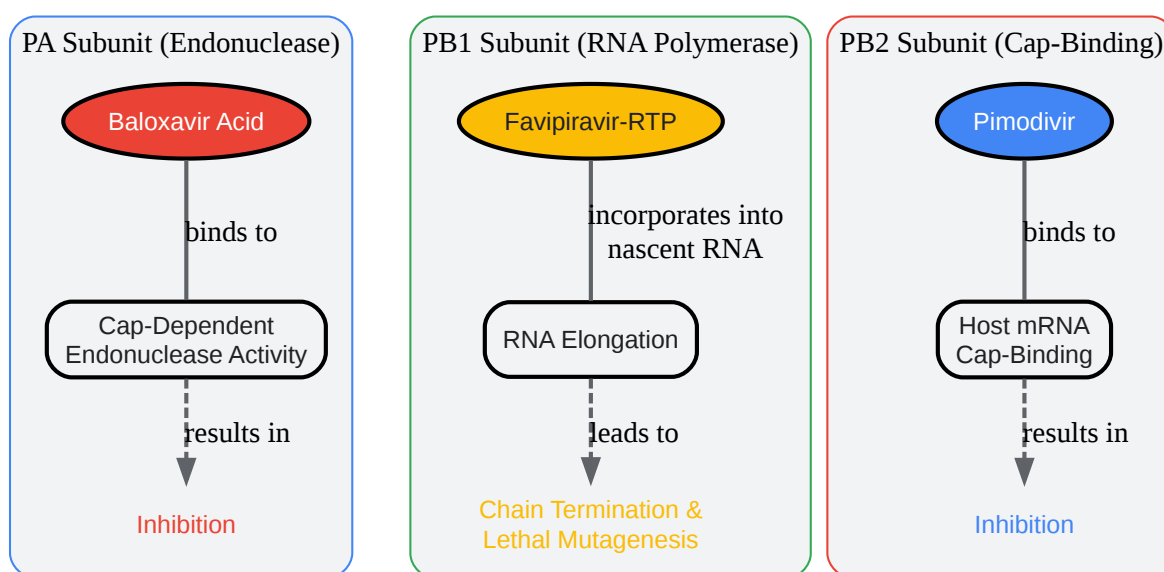 PA Subunit (Endonuclease)
Baloxavir Acid
binds to
Cap-Dependent
Endonuclease Activity
results in
Inhibition
PB1 Subunit (RNA Polymerase)
Favipiravir-RTP
incorporates into
nascent RNA
RNA Elongation
leads to
Chain Termination &
Lethal Mutagenesis
PB2 Subunit (Cap-Binding)
Pimodivir
binds to
Host mRNA
Cap-Binding
results in
Inhibition